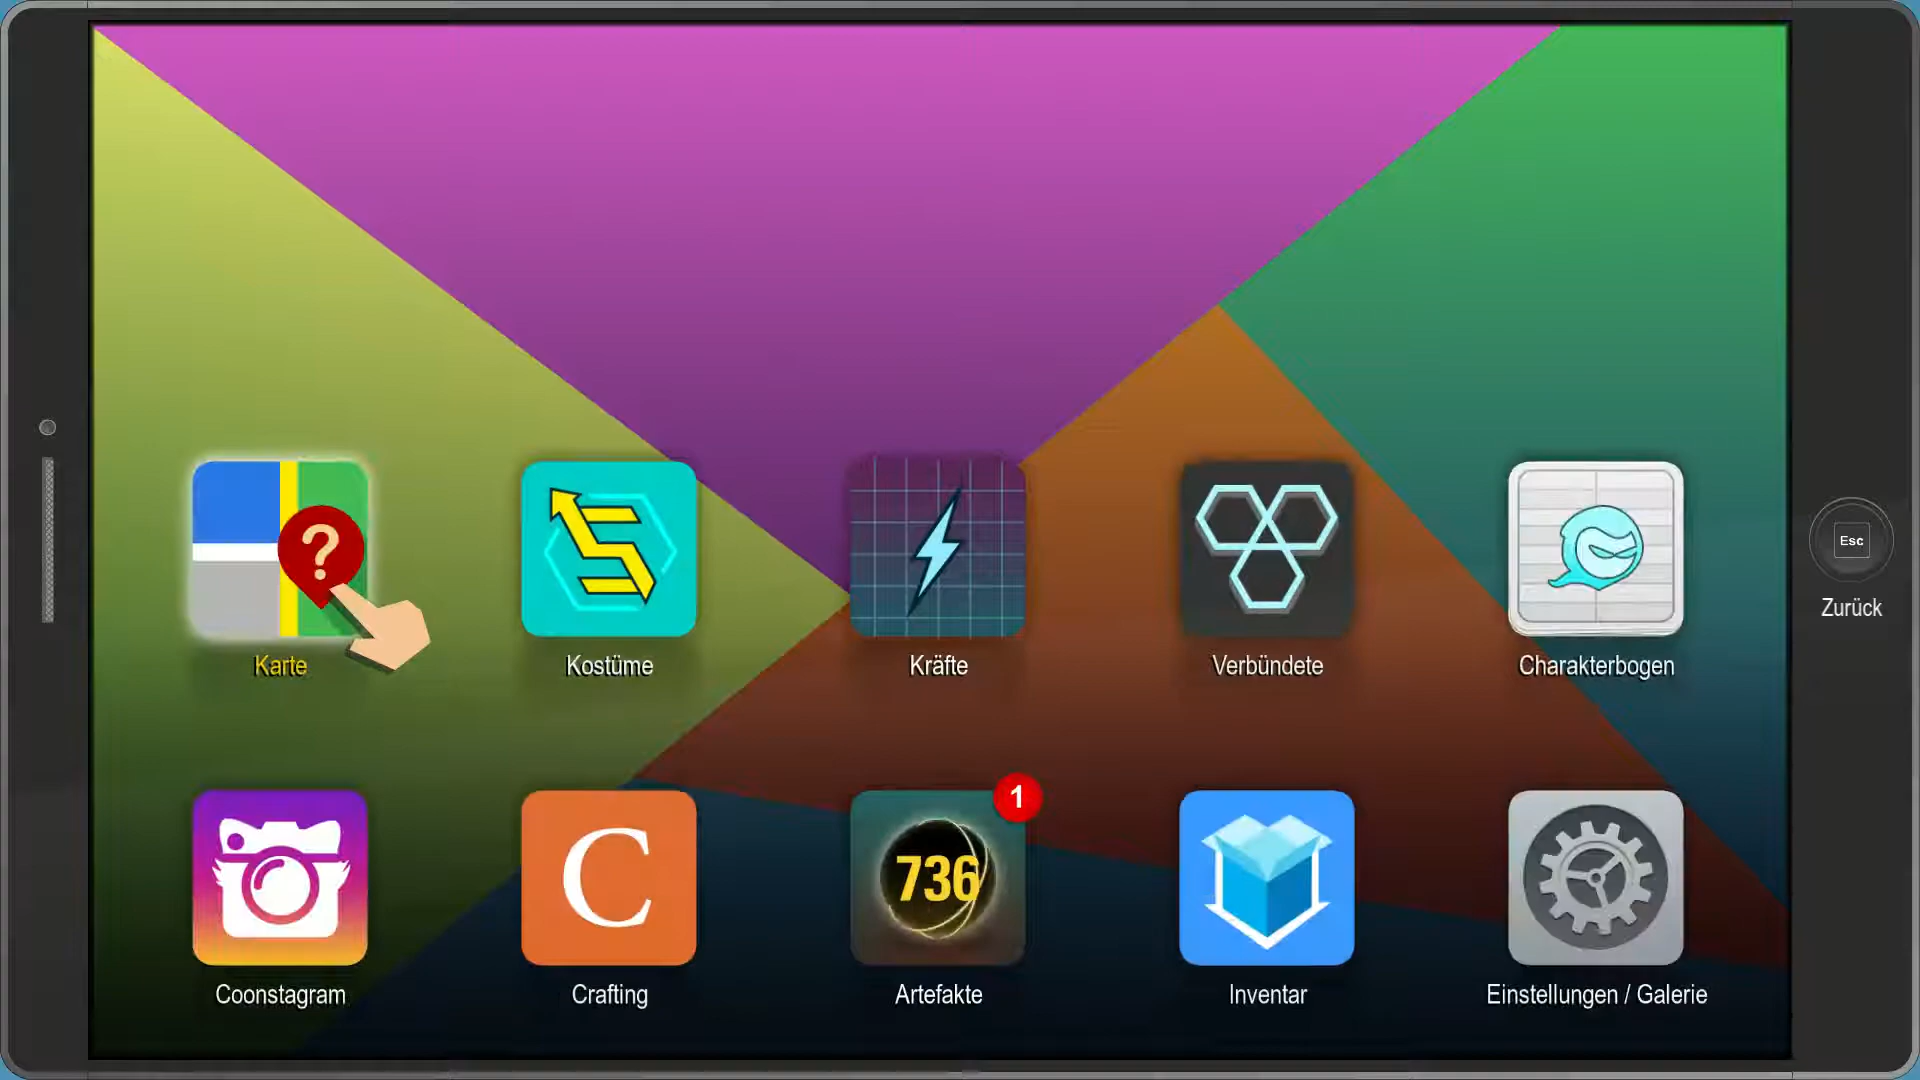 ?
Karte
Kostüme
Kräfte
Verbündete
Charakterbogen
Esc
Zurück
1
C
736
Coonstagram
Crafting
Artefakte
Inventar
Einstellungen / Galerie